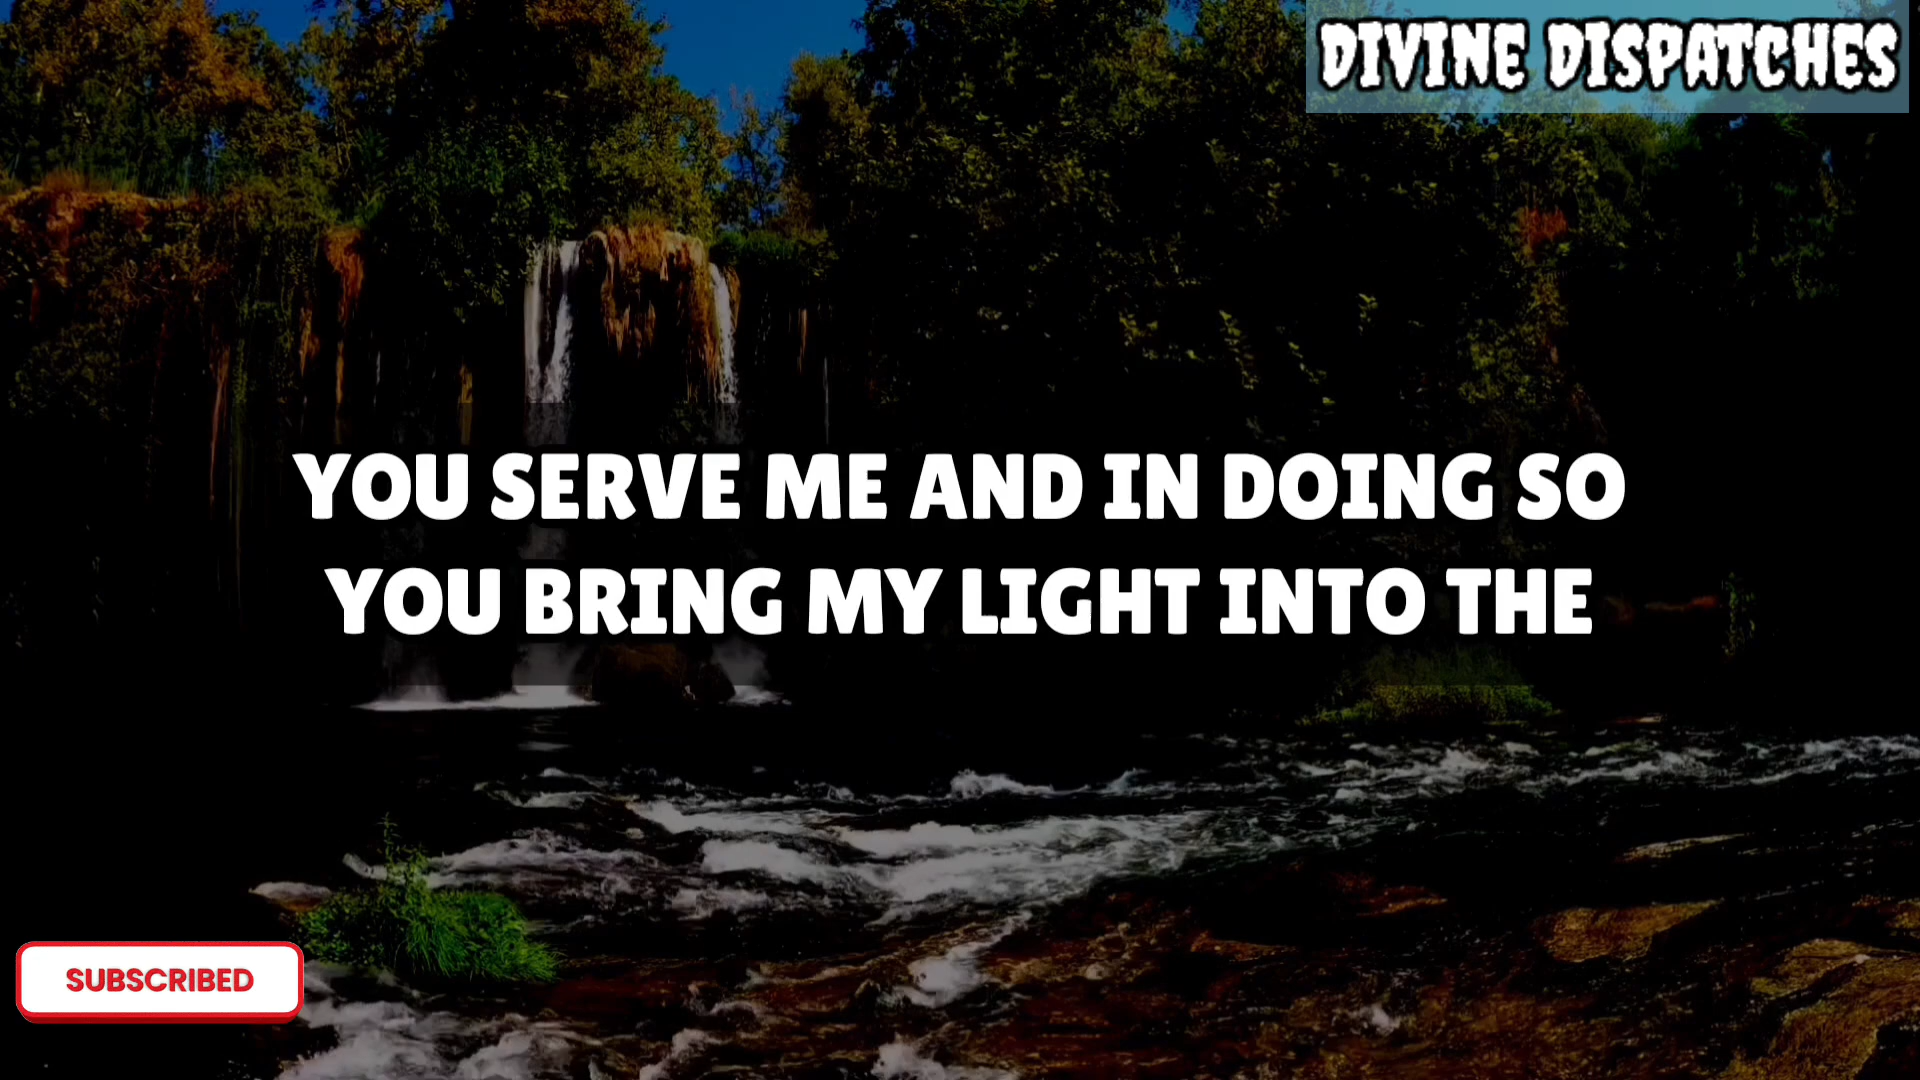 DIVINE DISPATCHES
YOU SERVE ME AND IN DOING SO
YOU BRING MY LIGHT INTO THE
SUBSCRIBED